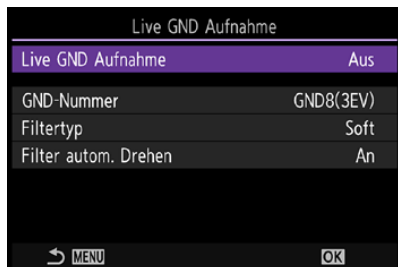 Live GND Aufnahme
Live GND Aufnahme Aus
GND-Nummer GND8(3EV)
Filtertyp Soft
Filter autom. Drehen An
MENU OK